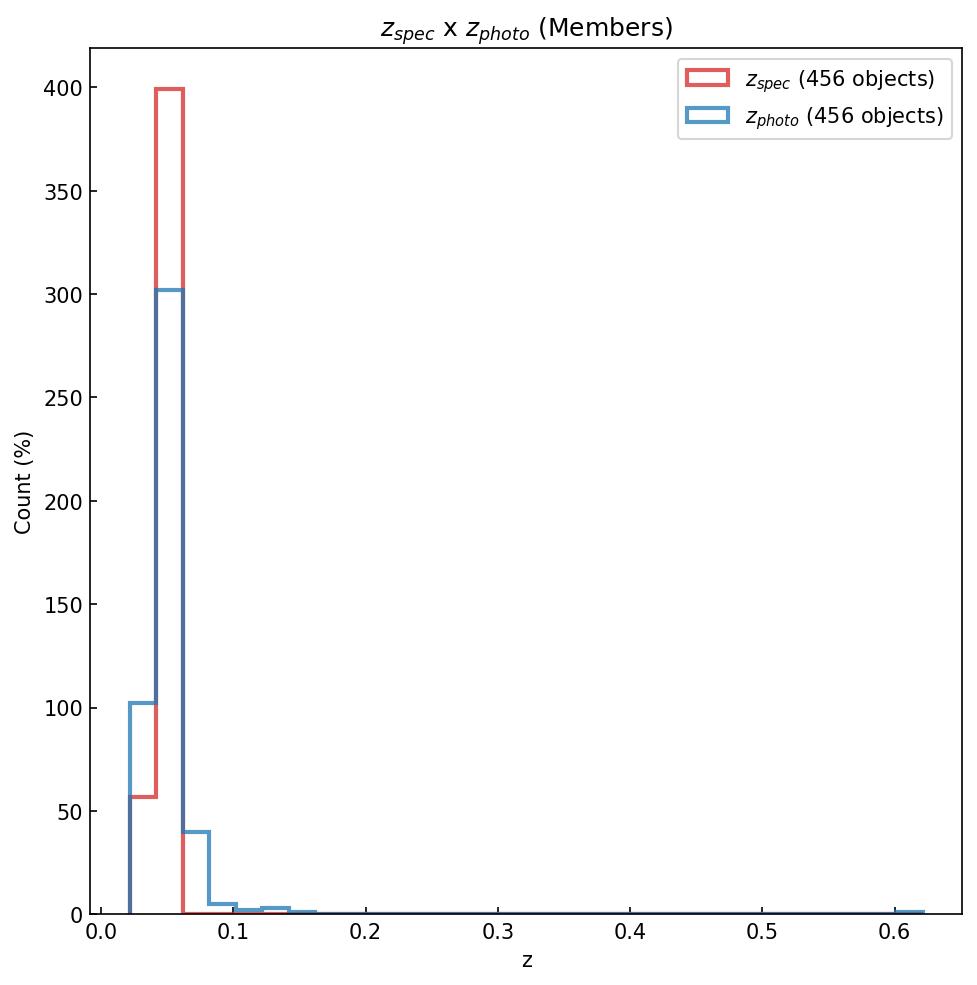 z_spec x z_photo (Members)
z_spec (456 objects)
z_photo (456 objects)
Count (%)
400
350
300
250
200
150
100
50
0
0.0 0.1 0.2 0.3 0.4 0.5 0.6
z